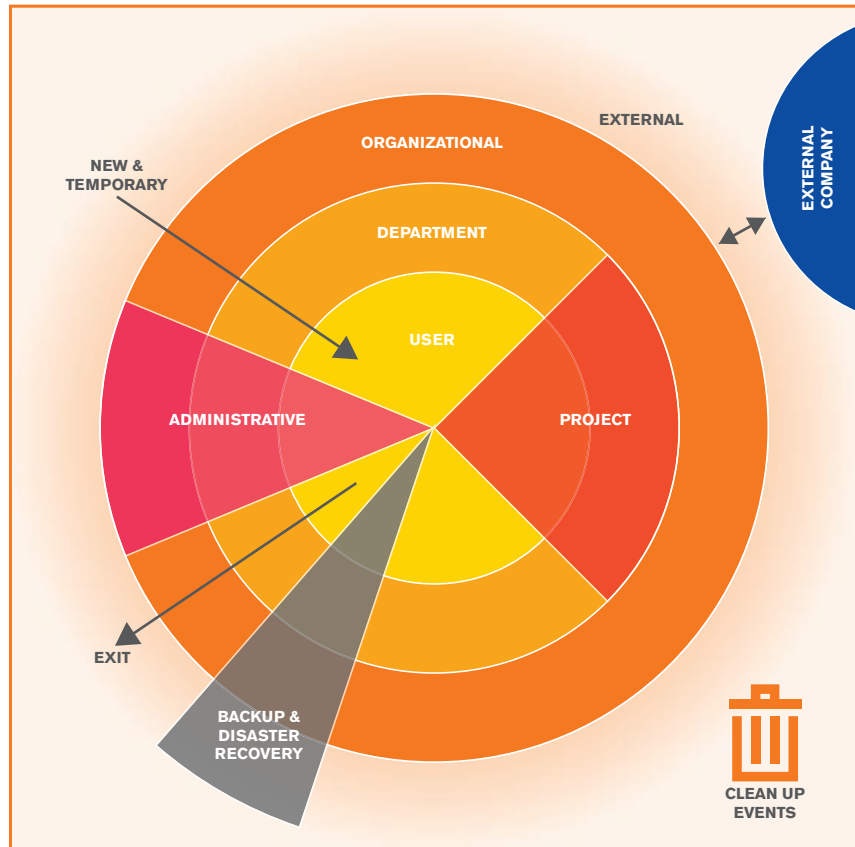 EXTERNAL
ORGANIZATIONAL
EXTERNAL
COMPANY
NEW &
TEMPORARY
DEPARTMENT
USER
ADMINISTRATIVE
PROJECT
EXIT
BACKUP &
DISASTER
RECOVERY
CLEAN UP
EVENTS